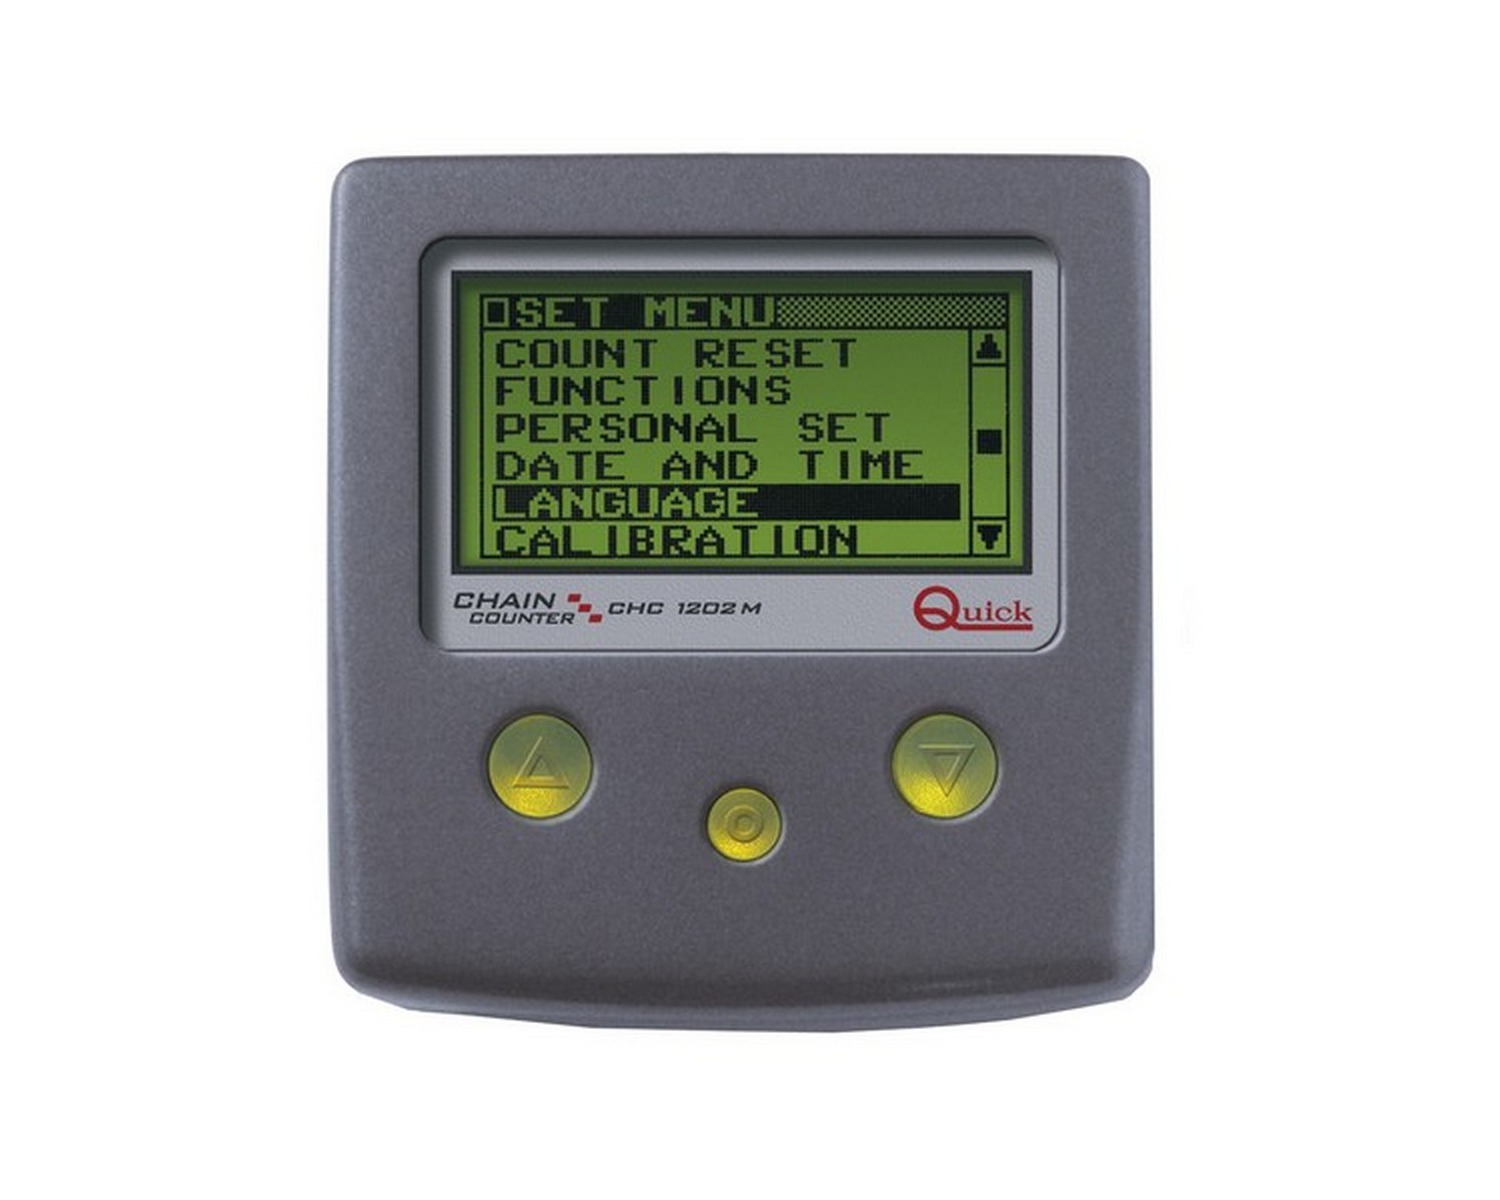 SET MENU
COUNT RESET
FUNCTIONS
PERSONAL SET
DATE AND TIME
LANGUAGE
CALIBRATION
CHAIN COUNTER CHC 1202 M
Quick